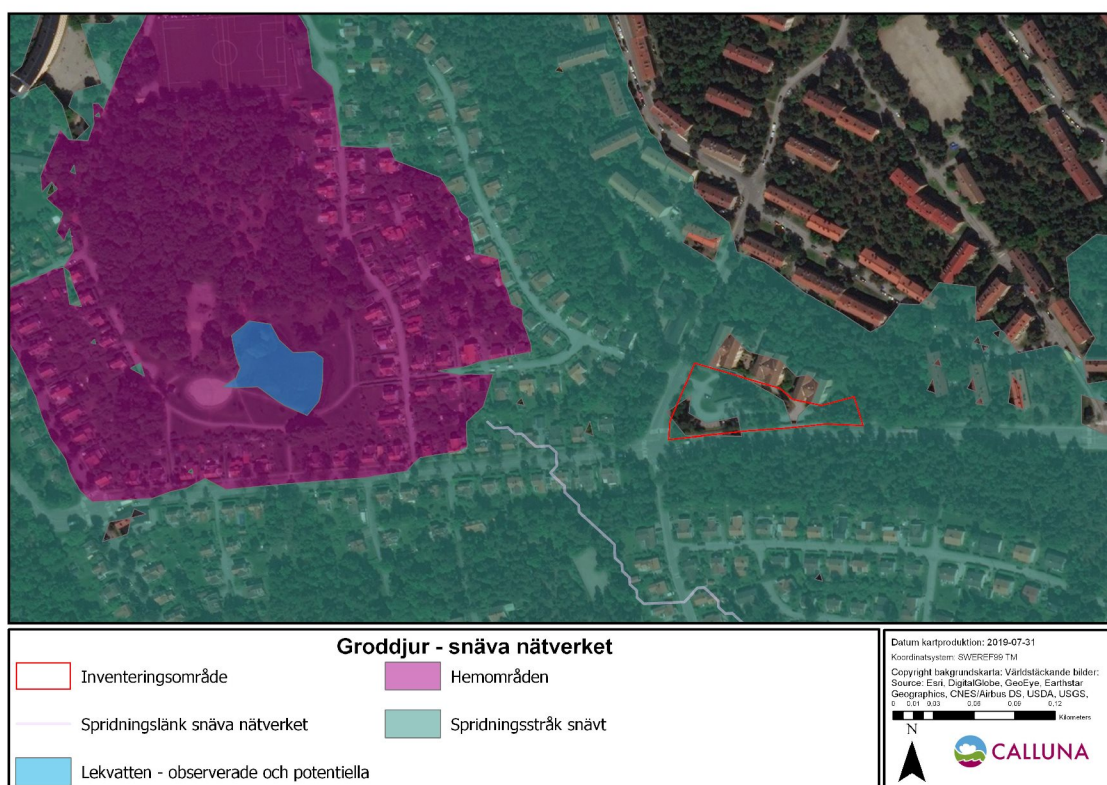 Groddjur - snäva nätverket
Inventeringsområde
Hemområden
Spridningslänk snäva nätverket
Spridningsstråk snävt
Lekvatten - observerade och potentiella
Datum kartproduktion: 2019-07-31
Koordinatsystem: SWEREF99 TM
Copyright bakgrundskarta: Världstäckande bilder:
Source: Esri, DigitalGlobe, GeoEye, Earthstar
Geographics, CNES/Airbus DS, USDA, USGS,
0 0,01 0,03 0,06 0,09 0,12
Kilometers
N
CALLUNA